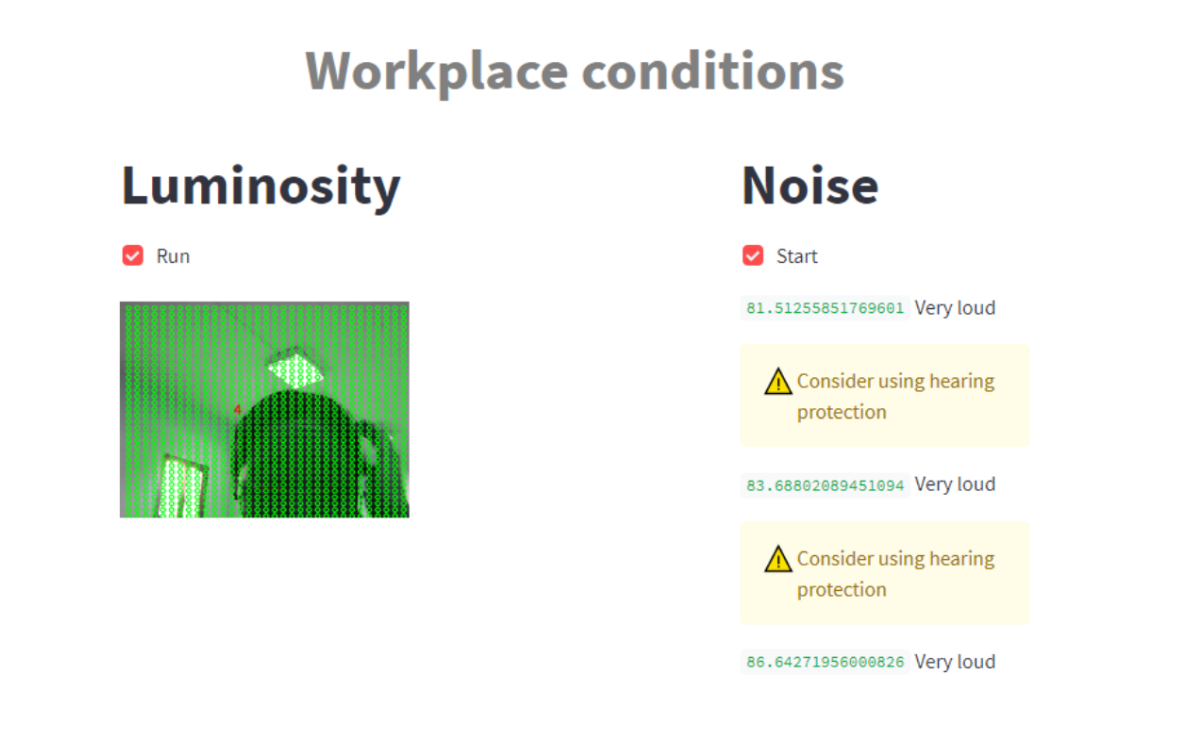 Workplace conditions
Luminosity
Run
4
Noise
Start
81.51255851769601 Very loud
Consider using hearing
protection
83.68802089451094 Very loud
Consider using hearing
protection
86.64271956000826 Very loud